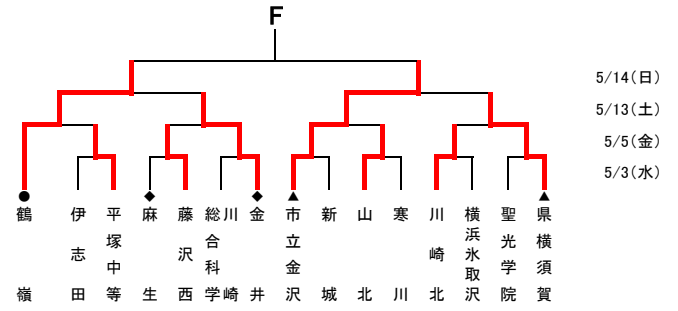 F
5/14(日)
5/13(土)
5/5(金)
5/3(水)
● ◆ ◆ ▲ ▲
鶴嶺
伊志田
平塚中等
麻生
藤沢西
総合科学
川崎
金井
市立金沢
新城
山北
寒川
川崎北
横浜氷取沢
聖光学院
県横須賀